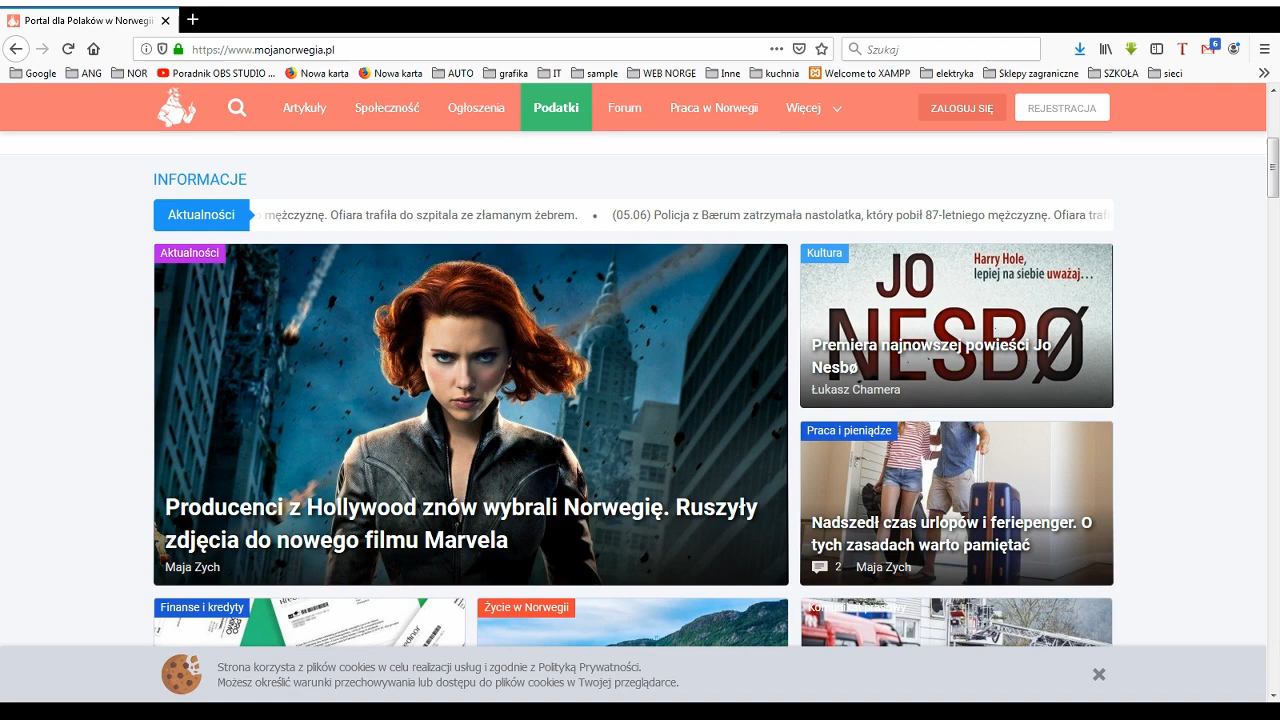 Portal dla Polaków w Norwegii
https://www.mojanorwegia.pl
Szukaj
6
Google ANG NOR Poradnik OBS STUDIO ... Nowa karta Nowa karta AUTO grafika IT sample WEB NORGE Inne kuchnia Welcome to XAMPP elektryka Sklepy zagraniczne SZKOŁA sieci
Artykuły Społeczność Ogłoszenia Podatki Forum Praca w Norwegii Więcej ZALOGUJ SIĘ REJESTRACJA
INFORMACJE
Aktualności mężczyznę. Ofiara trafiła do szpitala ze złamanym żebrem. • (05.06) Policja z Bærum zatrzymała nastolatka, który pobił 87-letniego mężczyznę. Ofiara trafi
Aktualności
Producenci z Hollywood znów wybrali Norwegię. Ruszyły
zdjęcia do nowego filmu Marvela
Maja Zych
Kultura
JO
NESBØ
Harry Hole,
lepiej na siebie uważaj...
Premiera najnowszej powieści Jo
Nesbø
Łukasz Chamera
Praca i pieniądze
Nadszedł czas urlopów i feriepenger. O
tych zasadach warto pamiętać
2 Maja Zych
Finanse i kredyty
Życie w Norwegii
Komunikat prasowy
Strona korzysta z plików cookies w celu realizacji usług i zgodnie z Polityką Prywatności.
Możesz określić warunki przechowywania lub dostępu do plików cookies w Twojej przeglądarce.